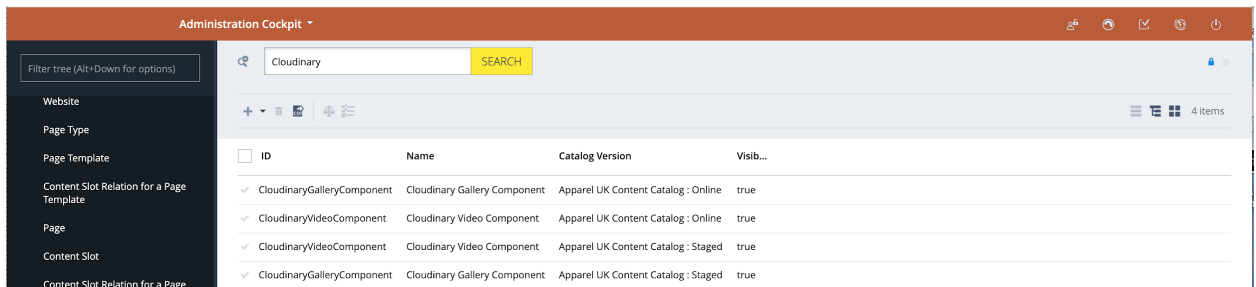 Administration Cockpit
Filter tree (Alt+Down for options)
Website
Page Type
Page Template
Content Slot Relation for a Page
Template
Page
Content Slot
Content Slot Relation for a Page
Cloudinary
SEARCH
4 items
ID Name Catalog Version Visib...
CloudinaryGalleryComponent Cloudinary Gallery Component Apparel UK Content Catalog : Online true
CloudinaryVideoComponent Cloudinary Video Component Apparel UK Content Catalog : Online true
CloudinaryVideoComponent Cloudinary Video Component Apparel UK Content Catalog : Staged true
CloudinaryGalleryComponent Cloudinary Gallery Component Apparel UK Content Catalog : Staged true